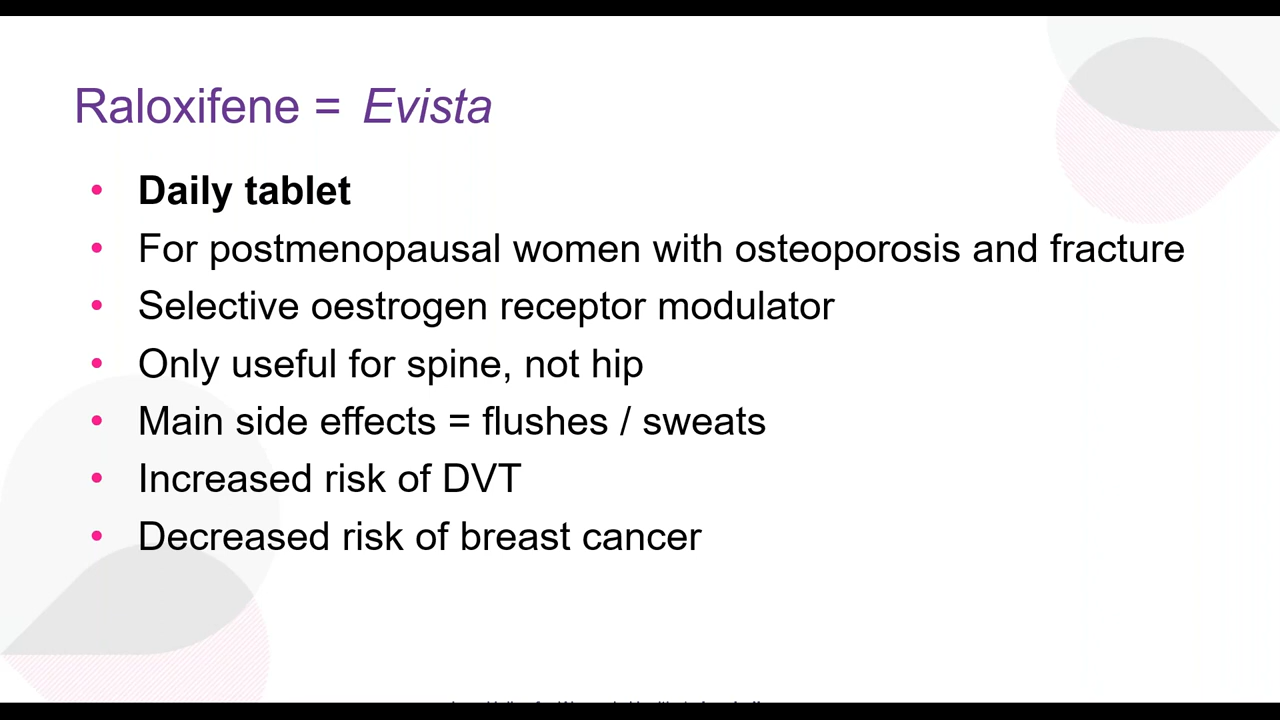 Raloxifene = Evista
• Daily tablet
• For postmenopausal women with osteoporosis and fracture
• Selective oestrogen receptor modulator
• Only useful for spine, not hip
• Main side effects = flushes / sweats
• Increased risk of DVT
• Decreased risk of breast cancer